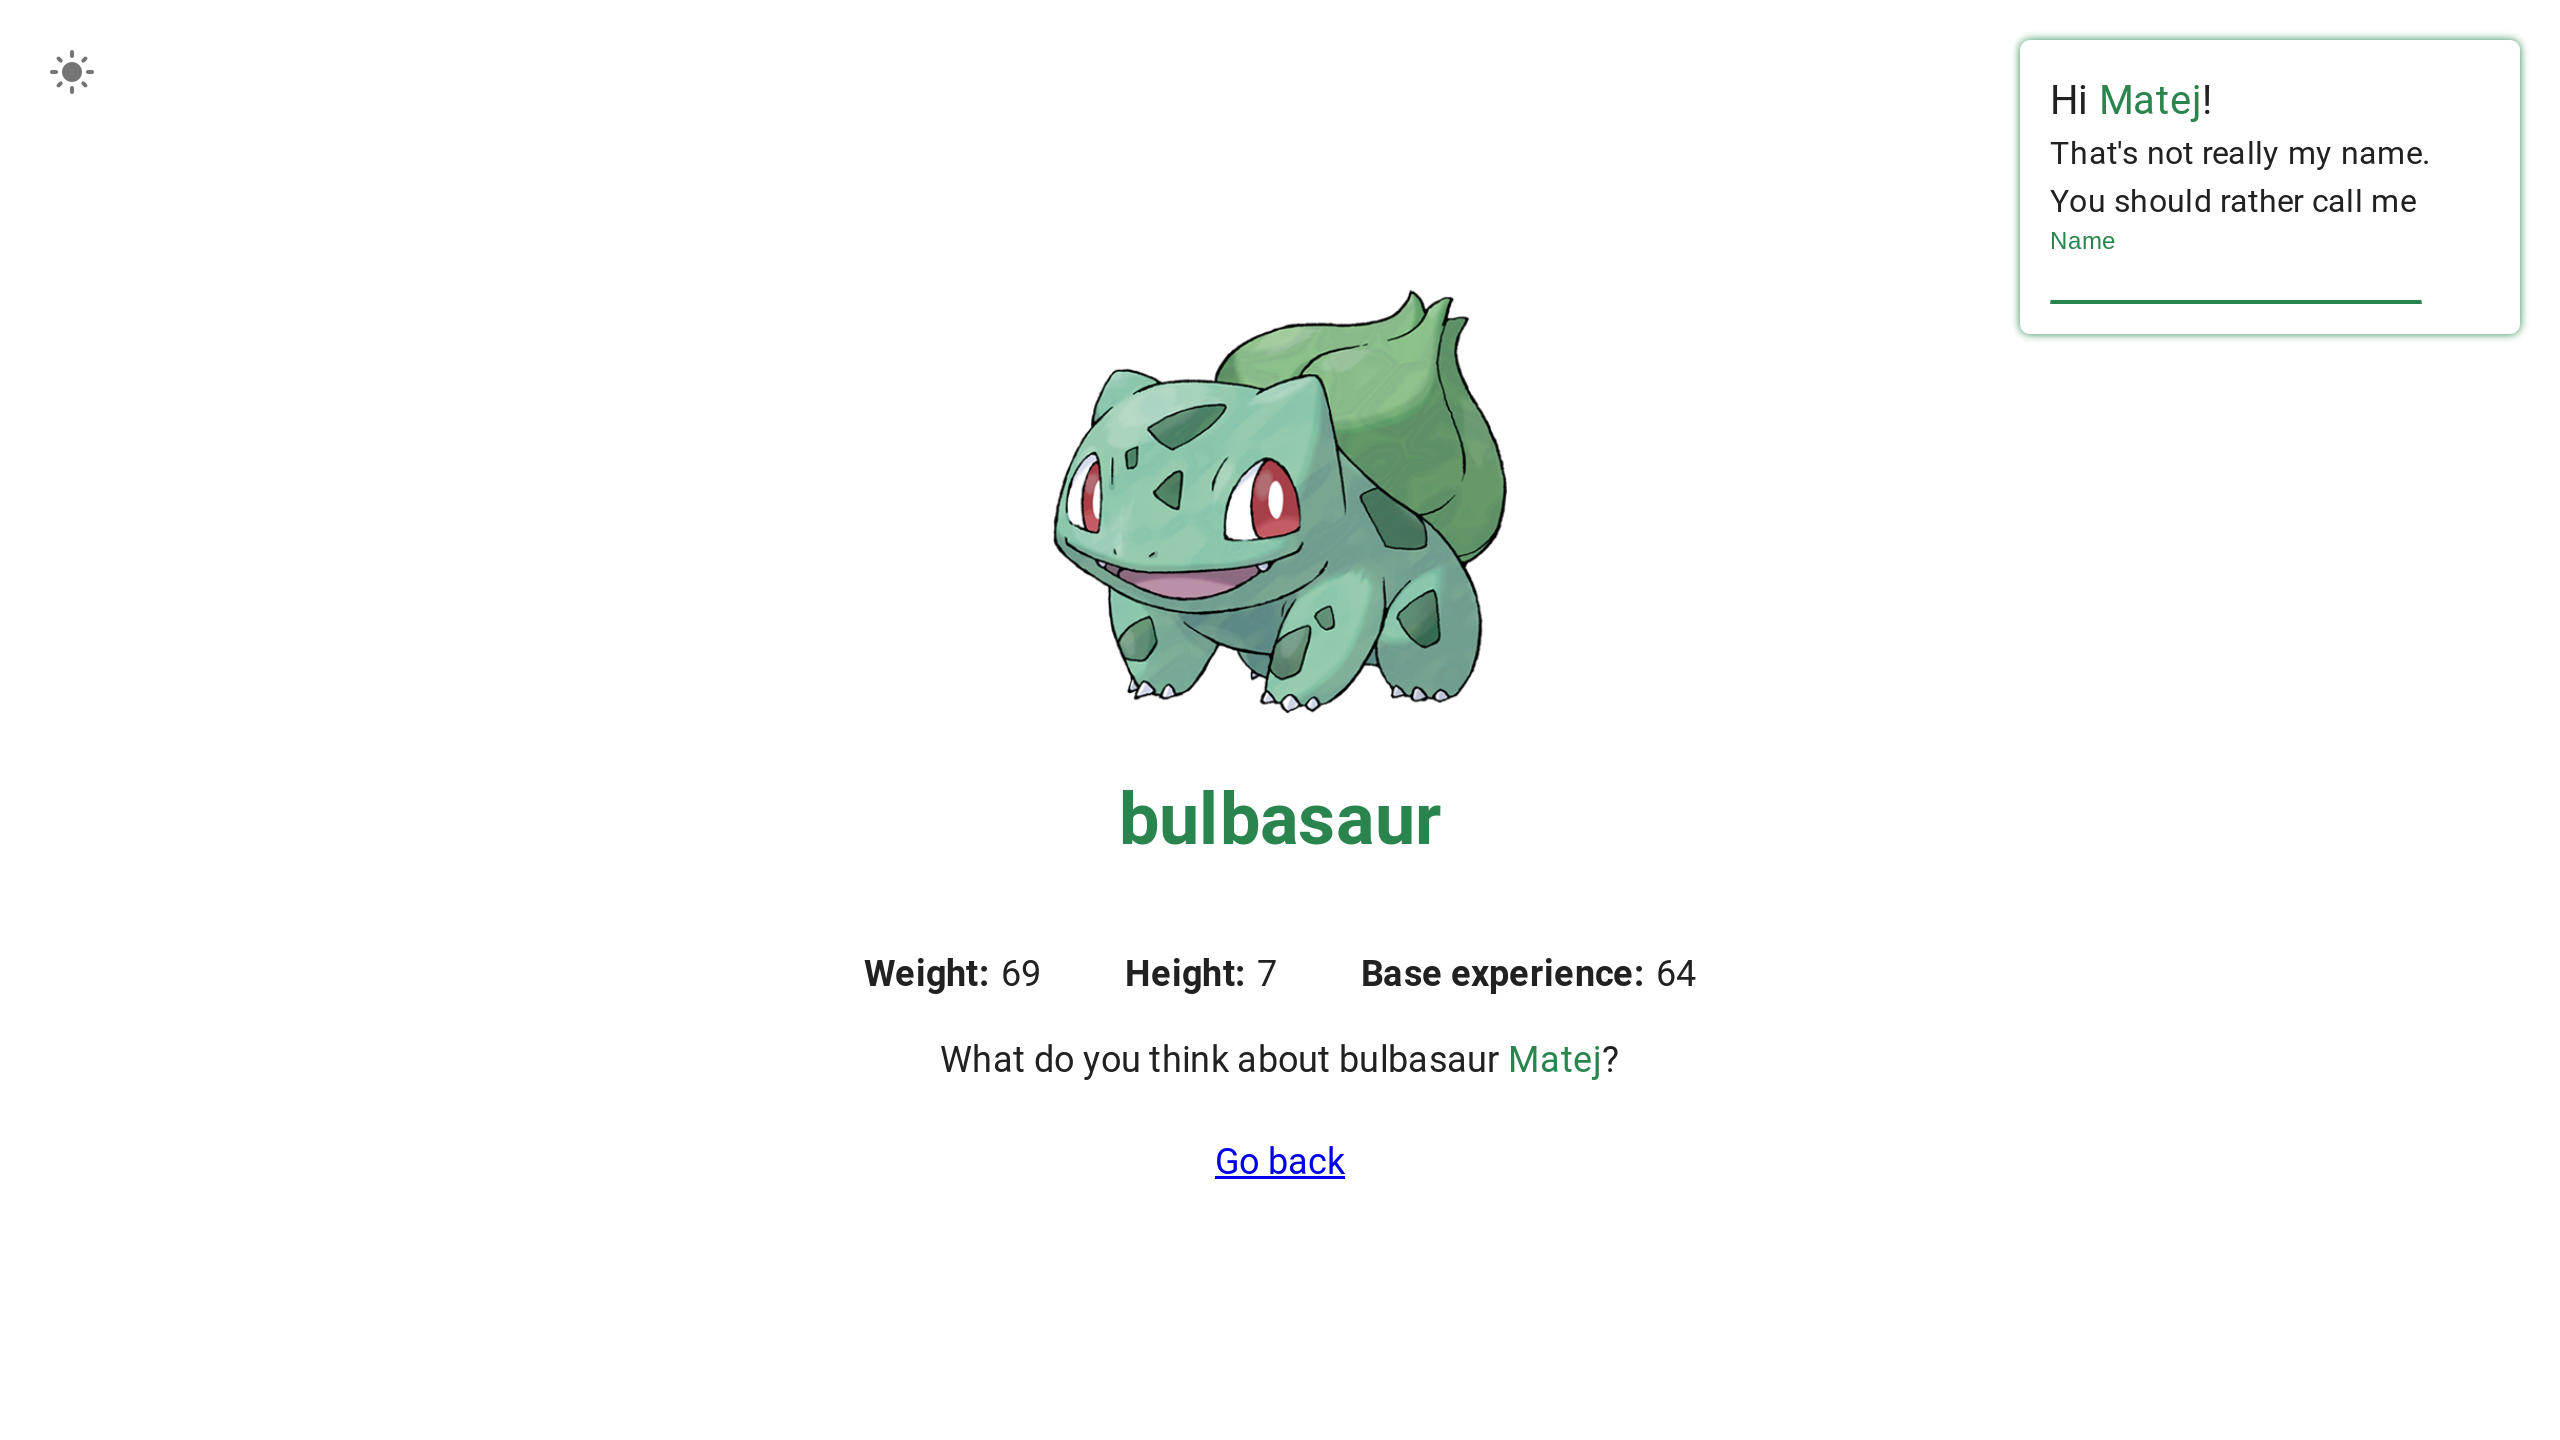 Hi Matej!
That's not really my name.
You should rather call me
Name
bulbasaur
Weight: 69 Height: 7 Base experience: 64
What do you think about bulbasaur Matej?
Go back